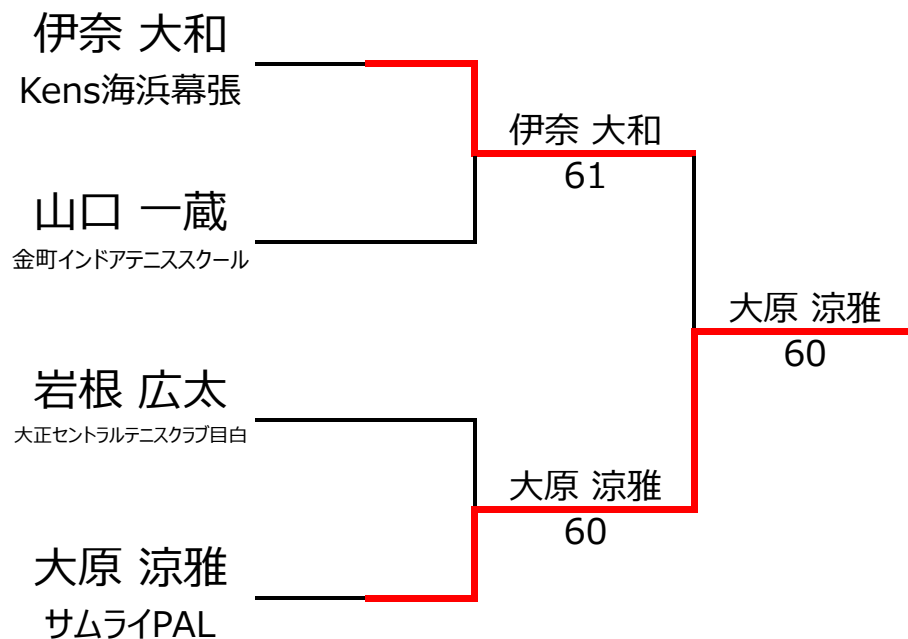 伊奈 大和
Kens海浜幕張
伊奈 大和
61
山口 一蔵
金町インドアテニススクール
大原 涼雅
60
岩根 広太
大正セントラルテニスクラブ目白
大原 涼雅
60
大原 涼雅
サムライPAL